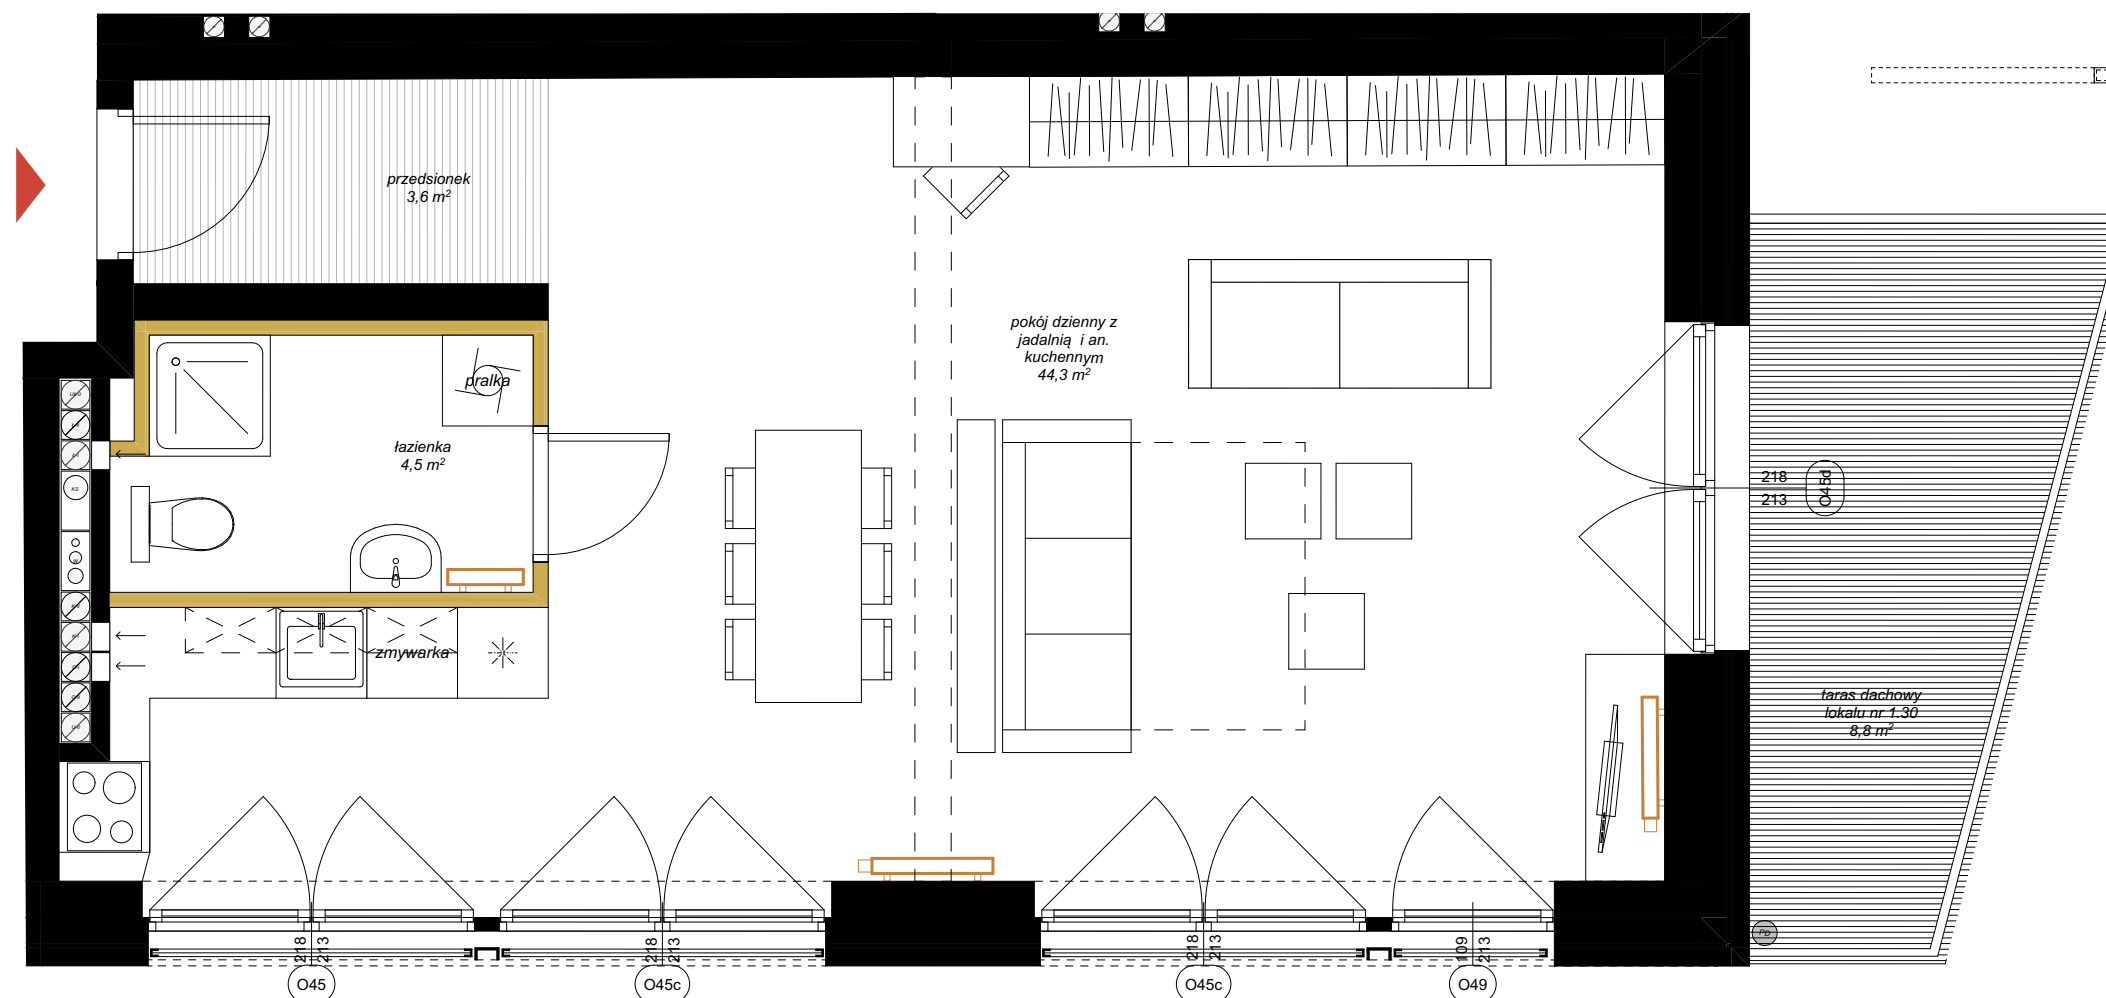 przedsionek
3,6 m²
pokój dzienny z
jadalnią i an.
kuchennym
44,3 m²
pralka
łazienka
4,5 m²
KS
W
zmywarka
218
213
O45d
taras dachowy
lokalu nr 1.30
8,8 m²
PD
218
213
O45
218
213
O45c
218
213
O45c
109
213
O49